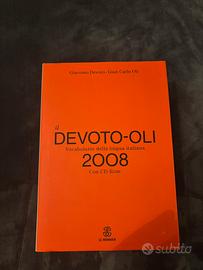 Giacomo Devoto-Gian Carlo Oli
il
DEVOTO-OLI
Vocabolario della lingua italiana
2008
Con CD-Rom
LE MONNIER
subito